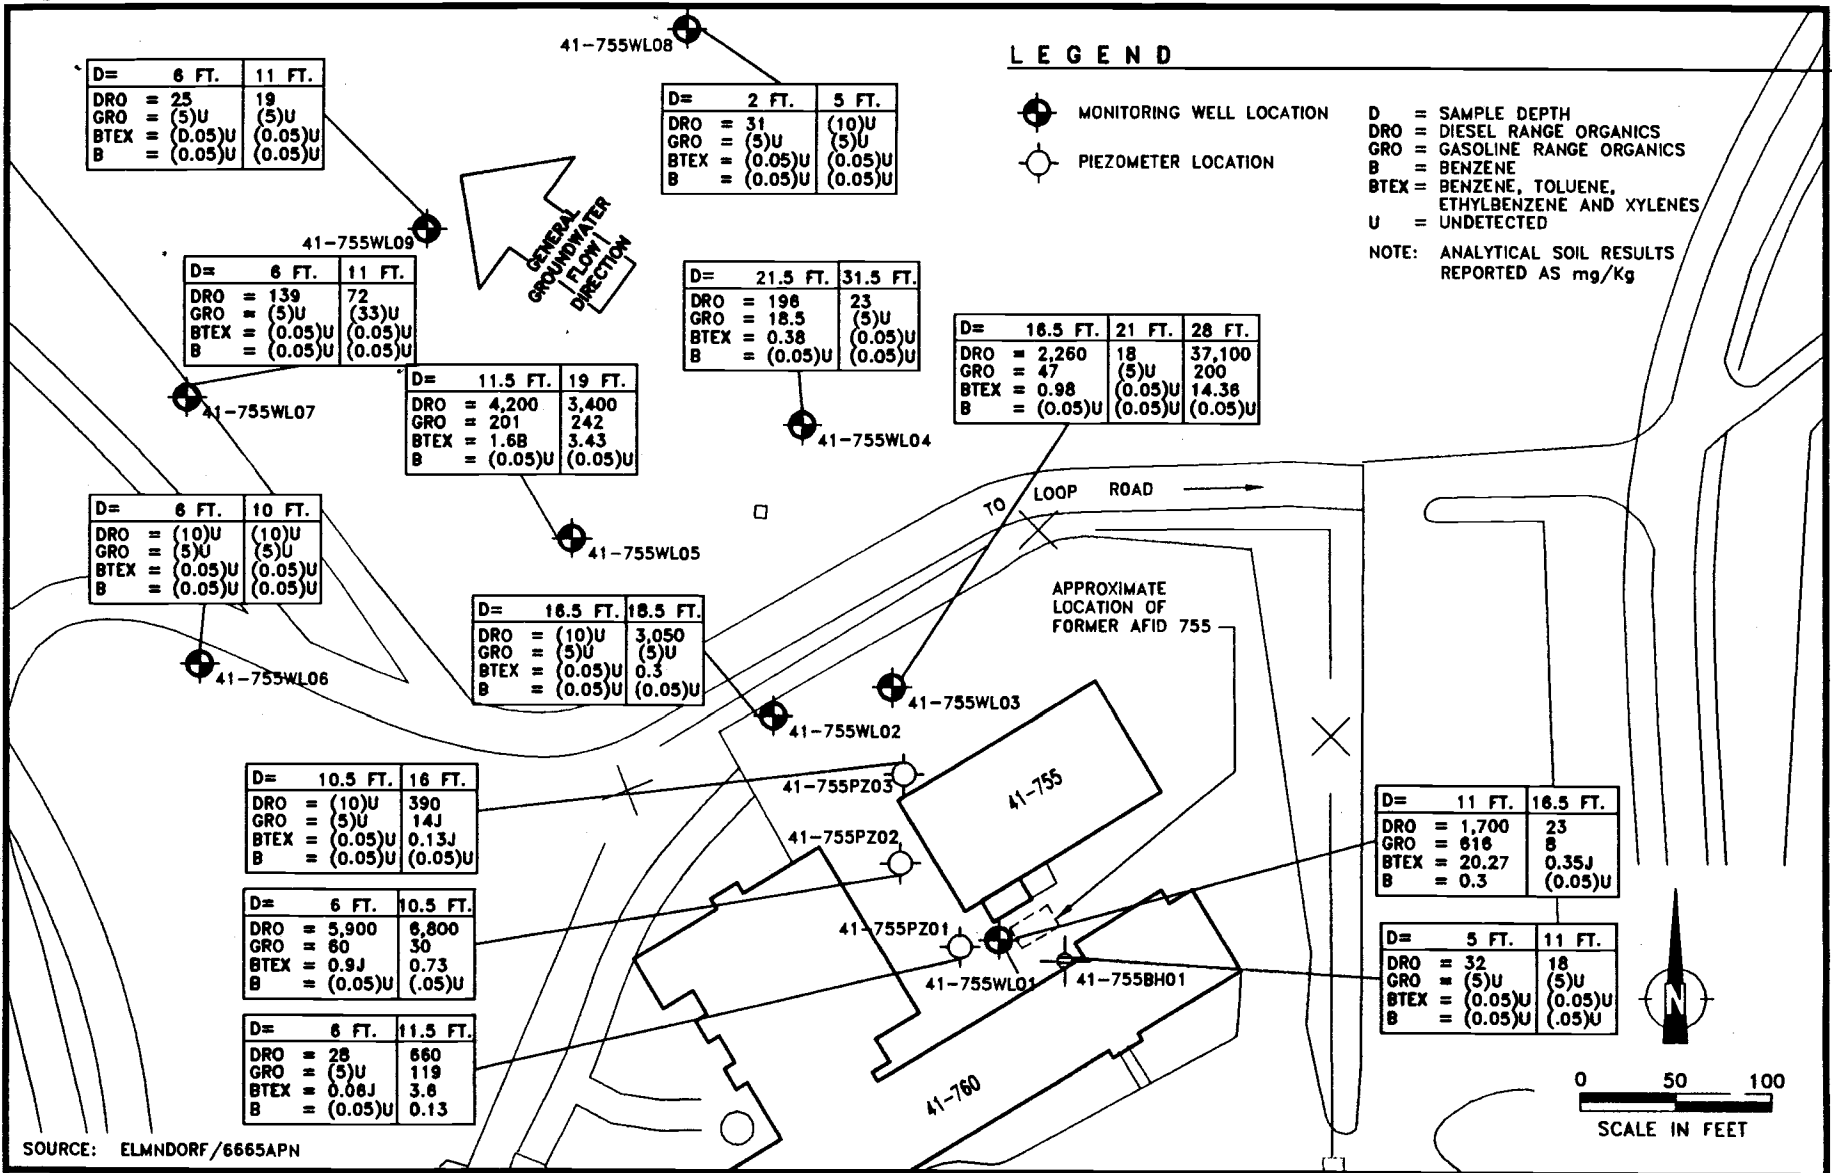 41-755WL08
LEGEND
MONITORING WELL LOCATION
PIEZOMETER LOCATION
D = SAMPLE DEPTH
DRO = DIESEL RANGE ORGANICS
GRO = GASOLINE RANGE ORGANICS
B = BENZENE
BTEX = BENZENE, TOLUENE,
ETHYLBENZENE AND XYLENES
U = UNDETECTED
NOTE: ANALYTICAL SOIL RESULTS
REPORTED AS mg/Kg
D= 6 FT. 11 FT.
DRO = 25 19
GRO = (5)U (5)U
BTEX = (0.05)U (0.05)U
B = (0.05)U (0.05)U
D= 2 FT. 5 FT.
DRO = 31 (10)U
GRO = (5)U (5)U
BTEX = (0.05)U (0.05)U
B = (0.05)U (0.05)U
41-755WL09
GENERAL
GROUNDWATER
FLOW
DIRECTION
D= 6 FT. 11 FT.
DRO = 139 72
GRO = (5)U (33)U
BTEX = (0.05)U (0.05)U
B = (0.05)U (0.05)U
41-755WL07
D= 21.5 FT. 31.5 FT.
DRO = 196 23
GRO = 18.5 (5)U
BTEX = 0.38 (0.05)U
B = (0.05)U (0.05)U
41-755WL04
D= 16.5 FT. 21 FT. 28 FT.
DRO = 2,260 18 37,100
GRO = 47 (5)U 200
BTEX = 0.98 (0.05)U 14.36
B = (0.05)U (0.05)U (0.05)U
D= 11.5 FT. 19 FT.
DRO = 4,200 3,400
GRO = 201 242
BTEX = 1.68 3.43
B = (0.05)U (0.05)U
41-755WL05
TO LOOP ROAD
D= 6 FT. 10 FT.
DRO = (10)U (10)U
GRO = (5)U (5)U
BTEX = (0.05)U (0.05)U
B = (0.05)U (0.05)U
41-755WL06
D= 16.5 FT. 18.5 FT.
DRO = (10)U 3,050
GRO = (5)U (5)U
BTEX = (0.05)U 0.3
B = (0.05)U (0.05)U
APPROXIMATE
LOCATION OF
FORMER AFID 755
41-755WL03
41-755WL02
D= 10.5 FT. 16 FT.
DRO = (10)U 390
GRO = (5)U 14J
BTEX = (0.05)U 0.13J
B = (0.05)U (0.05)U
41-755PZ03
41-755
41-755PZ02
D= 11 FT. 16.5 FT.
DRO = 1,700 23
GRO = 616 8
BTEX = 20.27 0.35J
B = 0.3 (0.05)U
D= 6 FT. 10.5 FT.
DRO = 5,900 6,800
GRO = 60 30
BTEX = 0.9J 0.73
B = (0.05)U (.05)U
41-755PZ01
41-755WL01
41-755BH01
D= 5 FT. 11 FT.
DRO = 32 18
GRO = (5)U (5)U
BTEX = (0.05)U (0.05)U
B = (0.05)U (.05)U
N
D= 6 FT. 11.5 FT.
DRO = 28 660
GRO = (5)U 119
BTEX = 0.06J 3.6
B = (0.05)U 0.13
41-760
0 50 100
SCALE IN FEET
SOURCE: ELMNDORF/6665APN